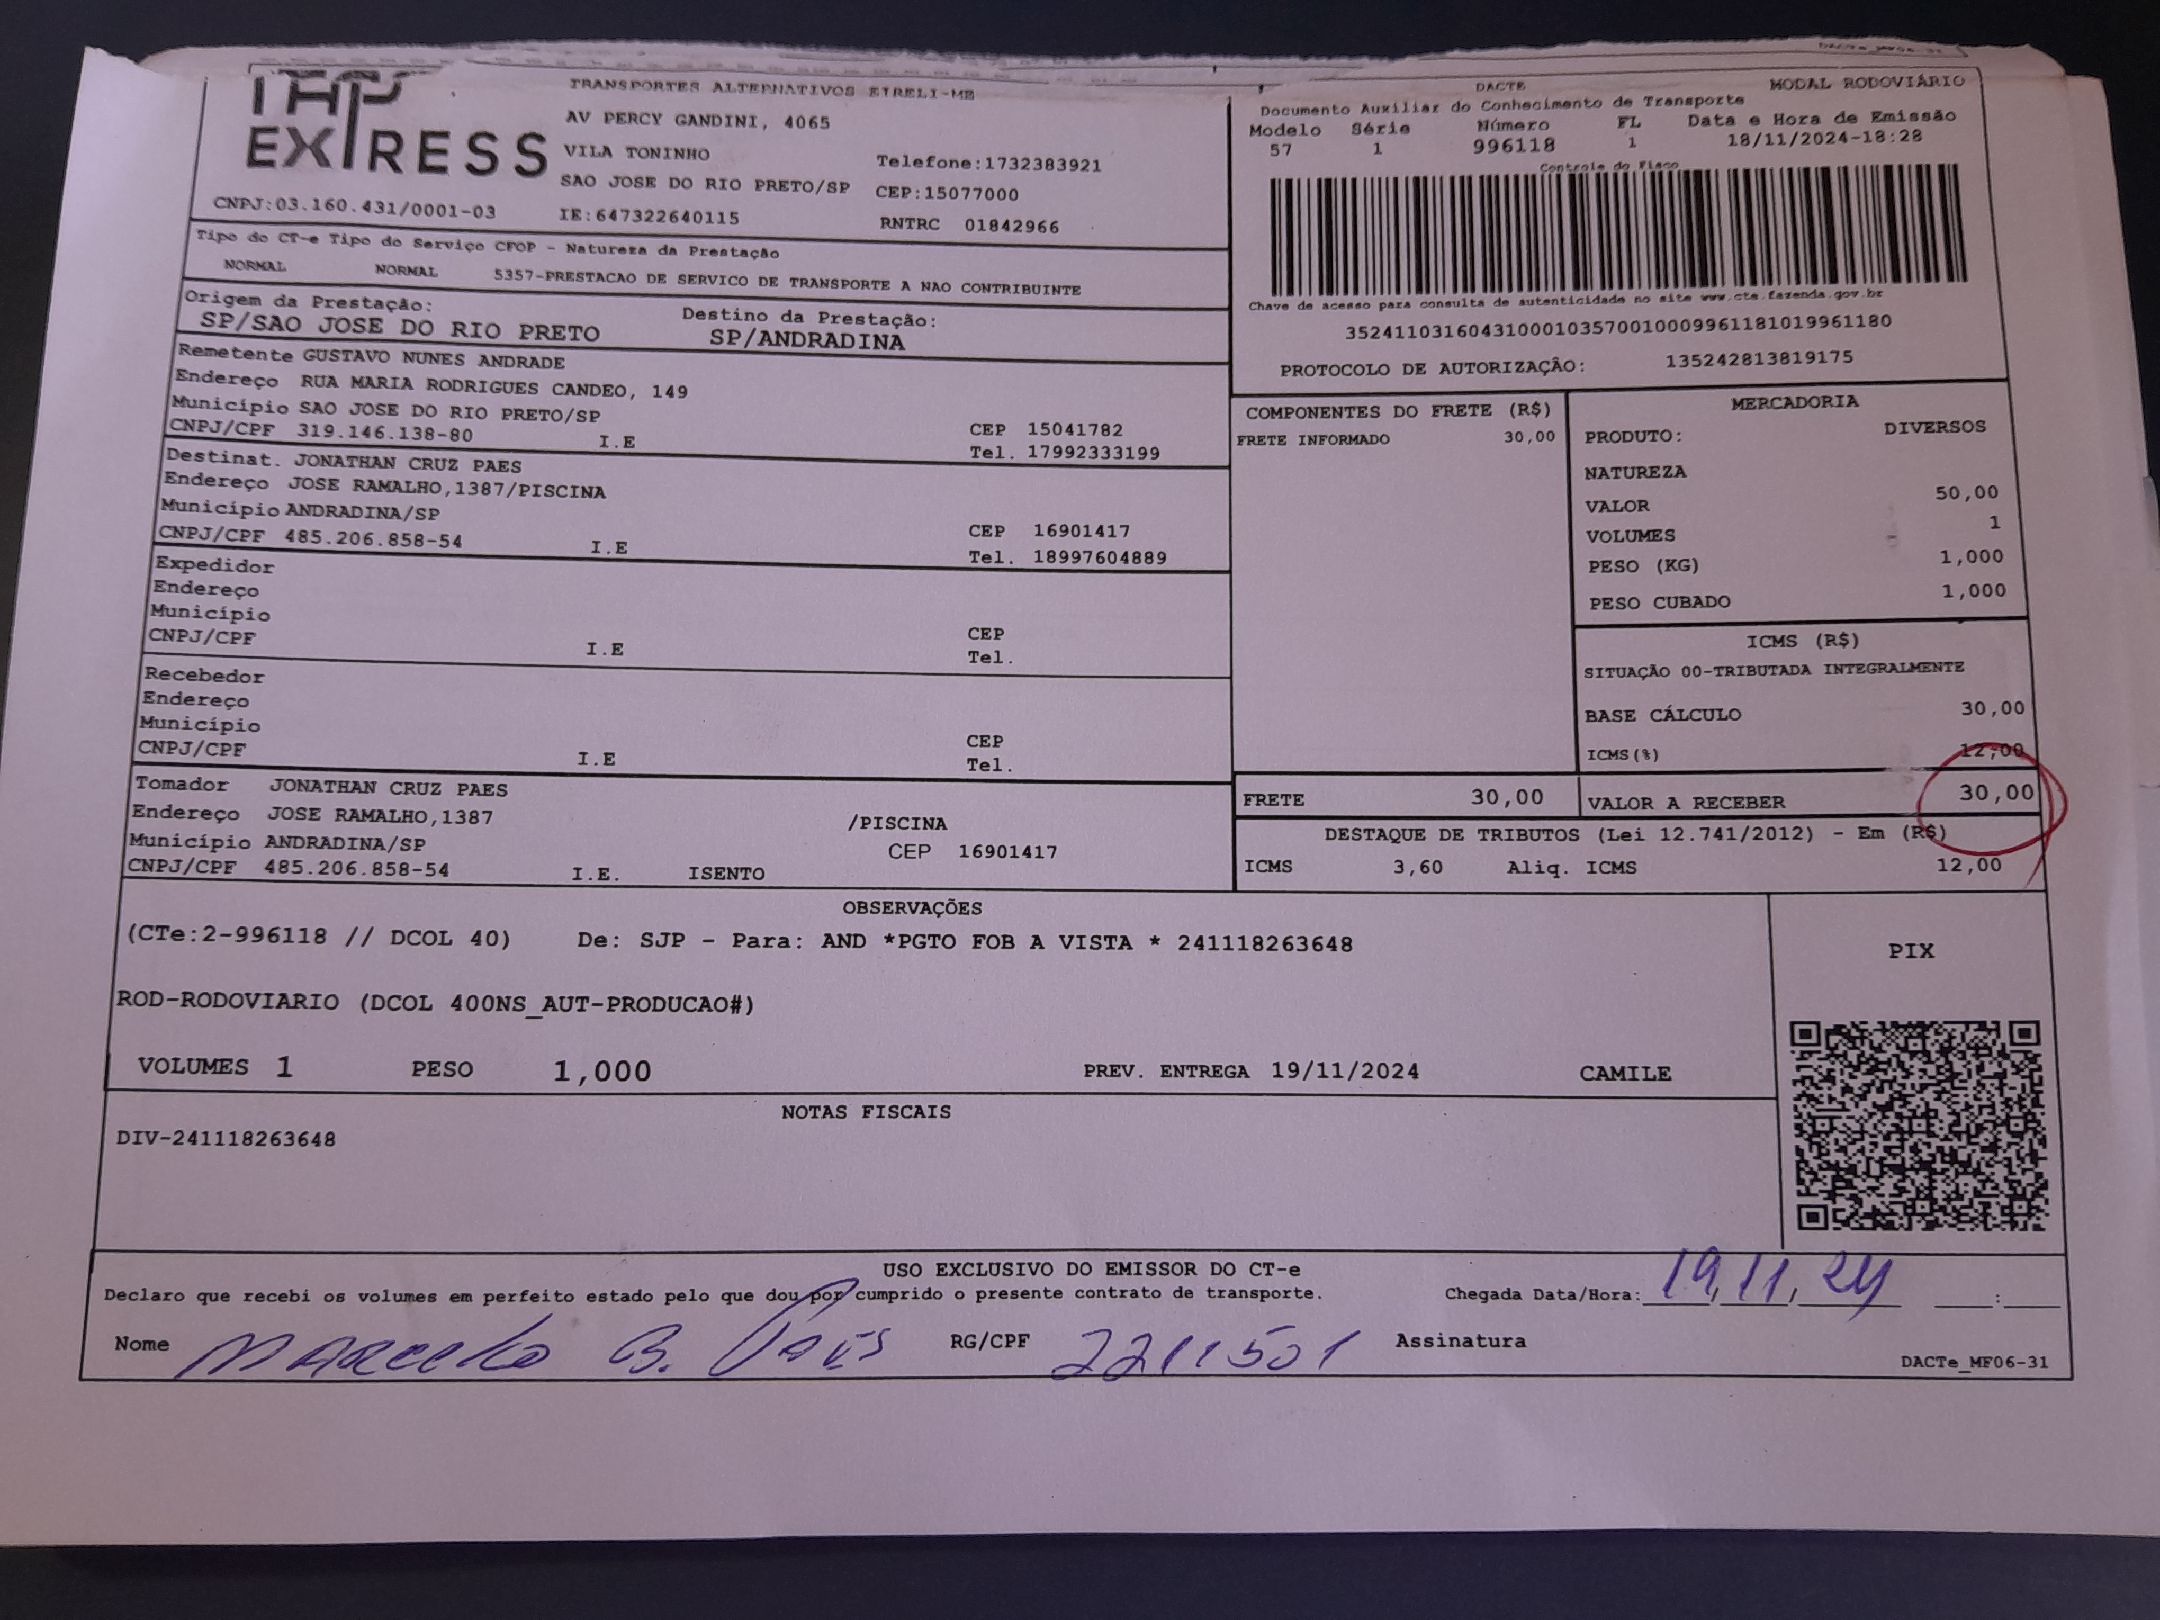 TRANSPORTES ALTERNATIVOS EIRELI-ME
EXPRESS
AV PERCY GANDINI, 4065
VILA TONINHO
Telefone:1732383921
SAO JOSE DO RIO PRETO/SP CEP:15077000
CNPJ:03.160.431/0001-03 IE:647322640115 RNTRC 01842966
DACTE MODAL RODOVIÁRIO
Documento Auxiliar do Conhecimento de Transporte
Modelo Série Número FL Data e Hora de Emissão
57 1 996118 1 18/11/2024-18:28
Controle do Fisco
Chave de acesso para consulta de autenticidade no site www.cte.fazenda.gov.br
35241103160431000103570010009961181019961180
PROTOCOLO DE AUTORIZAÇÃO: 135242813819175
Tipo do CT-e Tipo do Serviço CFOP - Natureza da Prestação
NORMAL NORMAL 5357-PRESTACAO DE SERVICO DE TRANSPORTE A NAO CONTRIBUINTE
Origem da Prestação: Destino da Prestação:
SP/SAO JOSE DO RIO PRETO SP/ANDRADINA
Remetente GUSTAVO NUNES ANDRADE
Endereço RUA MARIA RODRIGUES CANDEO, 149
Município SAO JOSE DO RIO PRETO/SP CEP 15041782
CNPJ/CPF 319.146.138-80 I.E Tel. 17992333199
Destinat. JONATHAN CRUZ PAES
Endereço JOSE RAMALHO,1387/PISCINA
Município ANDRADINA/SP CEP 16901417
CNPJ/CPF 485.206.858-54 I.E Tel. 18997604889
Expedidor
Endereço
Município CEP
CNPJ/CPF I.E Tel.
Recebedor
Endereço
Município CEP
CNPJ/CPF I.E Tel.
Tomador JONATHAN CRUZ PAES
Endereço JOSE RAMALHO,1387 /PISCINA
Município ANDRADINA/SP CEP 16901417
CNPJ/CPF 485.206.858-54 I.E. ISENTO
COMPONENTES DO FRETE (R$)
FRETE INFORMADO 30,00
MERCADORIA
PRODUTO: DIVERSOS
NATUREZA
VALOR 50,00
VOLUMES 1
PESO (KG) 1,000
PESO CUBADO 1,000
ICMS (R$)
SITUAÇÃO 00-TRIBUTADA INTEGRALMENTE
BASE CÁLCULO 30,00
ICMS(%) 12,00
FRETE 30,00 VALOR A RECEBER 30,00
DESTAQUE DE TRIBUTOS (Lei 12.741/2012) - Em (R$)
ICMS 3,60 Aliq. ICMS 12,00
OBSERVAÇÕES
(CTe:2-996118 // DCOL 40) De: SJP - Para: AND *PGTO FOB A VISTA * 241118263648
PIX
ROD-RODOVIARIO (DCOL 400NS_AUT-PRODUCAO#)
VOLUMES 1 PESO 1,000 PREV. ENTREGA 19/11/2024 CAMILE
NOTAS FISCAIS
DIV-241118263648
USO EXCLUSIVO DO EMISSOR DO CT-e
Declaro que recebi os volumes em perfeito estado pelo que dou por cumprido o presente contrato de transporte. Chegada Data/Hora: 19,11,24 :
Nome Marcelo B. Paes RG/CPF 2211501 Assinatura
DACTe_MF06-31